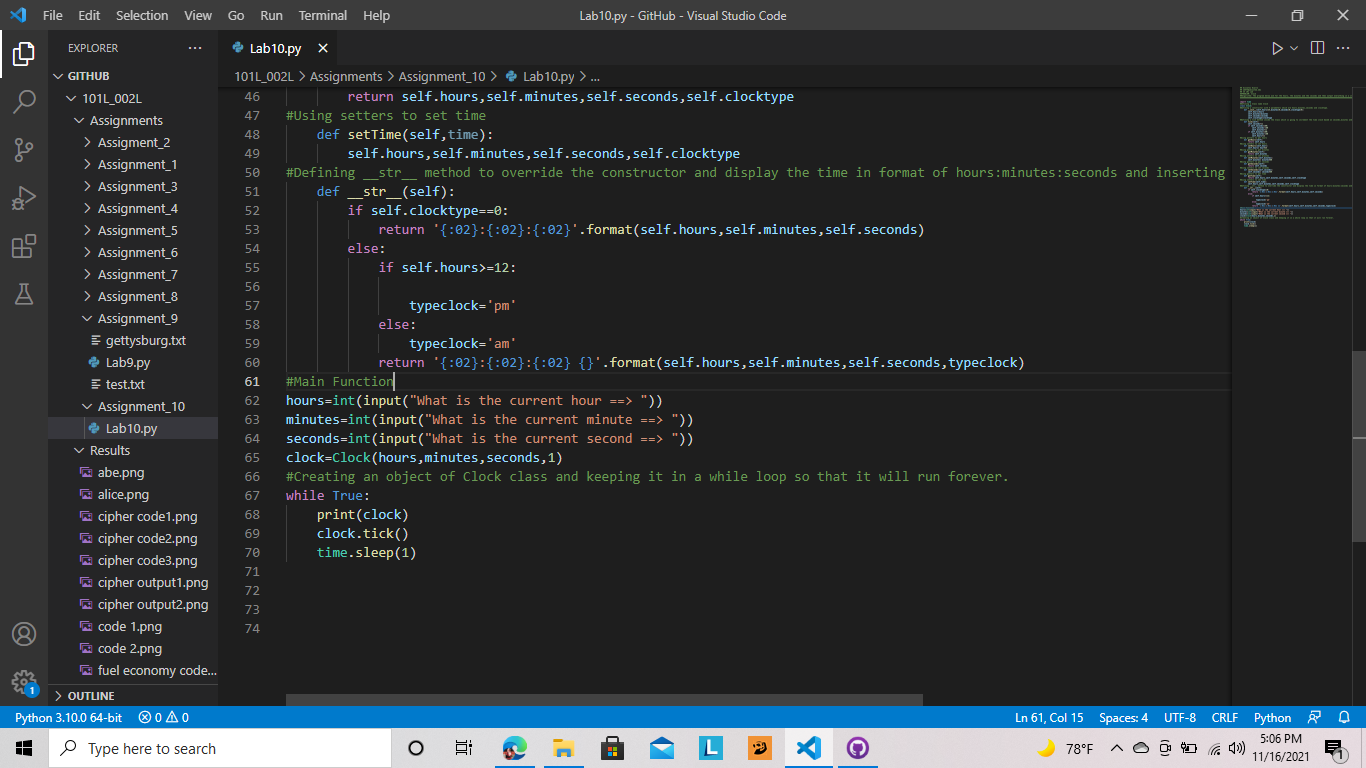 File Edit Selection View Go Run Terminal Help Lab10.py - GitHub - Visual Studio Code
EXPLORER ...
Lab10.py
GITHUB
101L_002L
Assignments
Assigment_2
Assignment_1
Assignment_3
Assignment_4
Assignment_5
Assignment_6
Assignment_7
Assignment_8
Assignment_9
gettysburg.txt
Lab9.py
test.txt
Assignment_10
Lab10.py
Results
abe.png
alice.png
cipher code1.png
cipher code2.png
cipher code3.png
cipher output1.png
cipher output2.png
code 1.png
code 2.png
fuel economy code...
OUTLINE
1
101L_002L > Assignments > Assignment_10 > Lab10.py > ...
46 return self.hours,self.minutes,self.seconds,self.clocktype
47 #Using setters to set time
48 def setTime(self,time):
49 self.hours,self.minutes,self.seconds,self.clocktype
50 #Defining __str__ method to override the constructor and display the time in format of hours:minutes:seconds and inserting
51 def __str__(self):
52 if self.clocktype==0:
53 return '{:02}:{:02}:{:02}'.format(self.hours,self.minutes,self.seconds)
54 else:
55 if self.hours>=12:
56
57 typeclock='pm'
58 else:
59 typeclock='am'
60 return '{:02}:{:02}:{:02} {}'.format(self.hours,self.minutes,self.seconds,typeclock)
61 #Main Function
62 hours=int(input("What is the current hour ==> "))
63 minutes=int(input("What is the current minute ==> "))
64 seconds=int(input("What is the current second ==> "))
65 clock=Clock(hours,minutes,seconds,1)
66 #Creating an object of Clock class and keeping it in a while loop so that it will run forever.
67 while True:
68 print(clock)
69 clock.tick()
70 time.sleep(1)
71
72
73
74
Python 3.10.0 64-bit 0 0 Ln 61, Col 15 Spaces: 4 UTF-8 CRLF Python
Type here to search
L
78°F
5:06 PM
11/16/2021
1